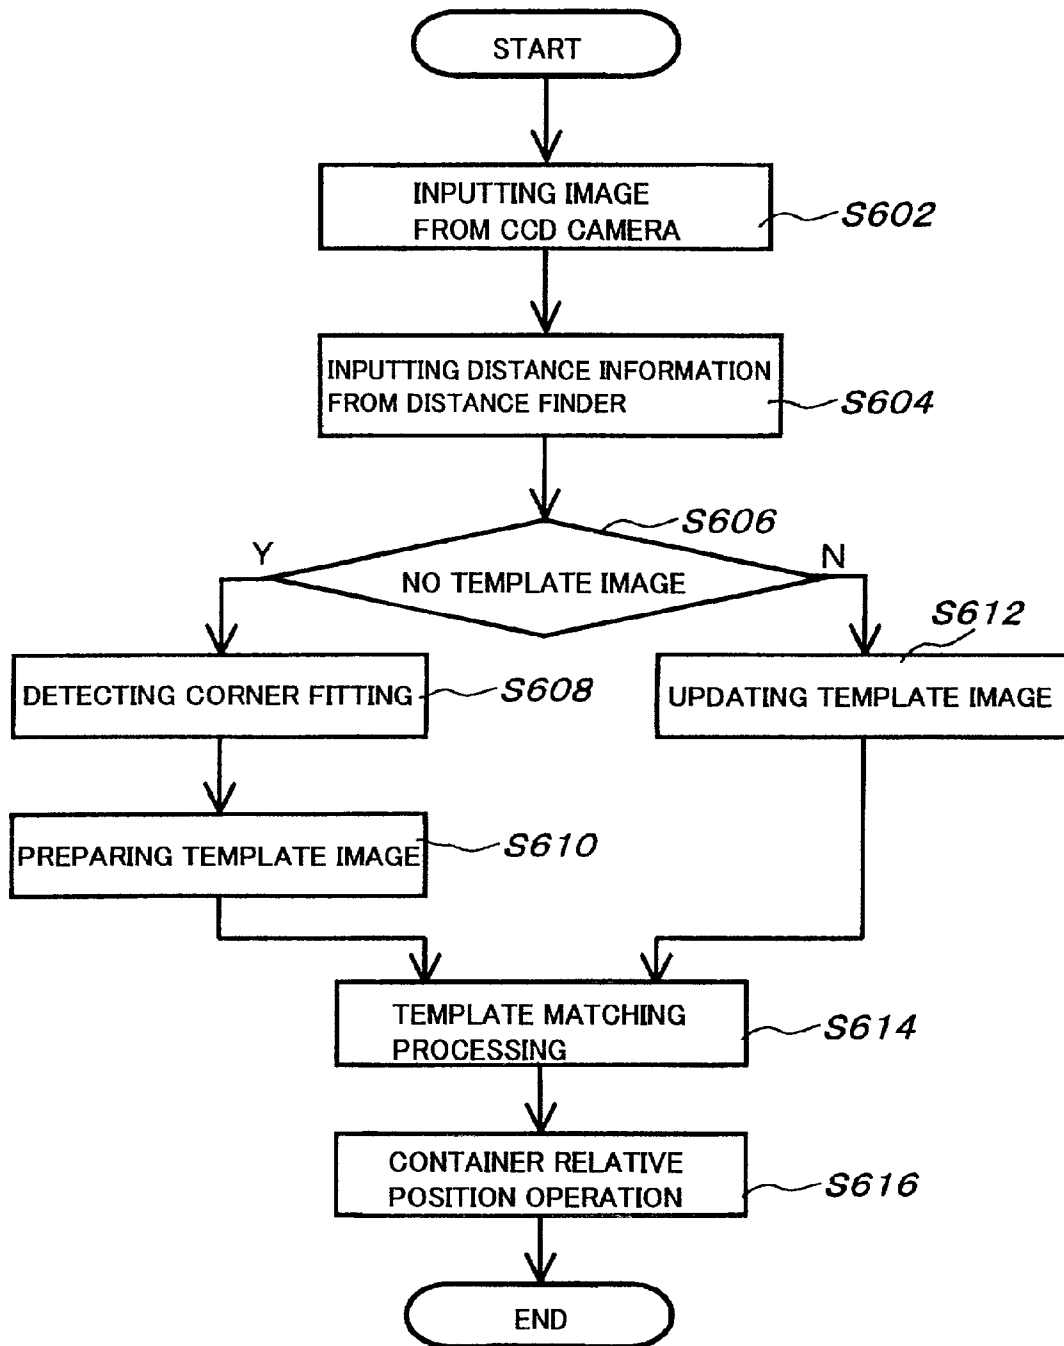 START
INPUTTING IMAGE
FROM CCD CAMERA
S602
INPUTTING DISTANCE INFORMATION
FROM DISTANCE FINDER
S604
S606
Y
NO TEMPLATE IMAGE
N
S612
DETECTING CORNER FITTING
S608
UPDATING TEMPLATE IMAGE
PREPARING TEMPLATE IMAGE
S610
TEMPLATE MATCHING
PROCESSING
S614
CONTAINER RELATIVE
POSITION OPERATION
S616
END